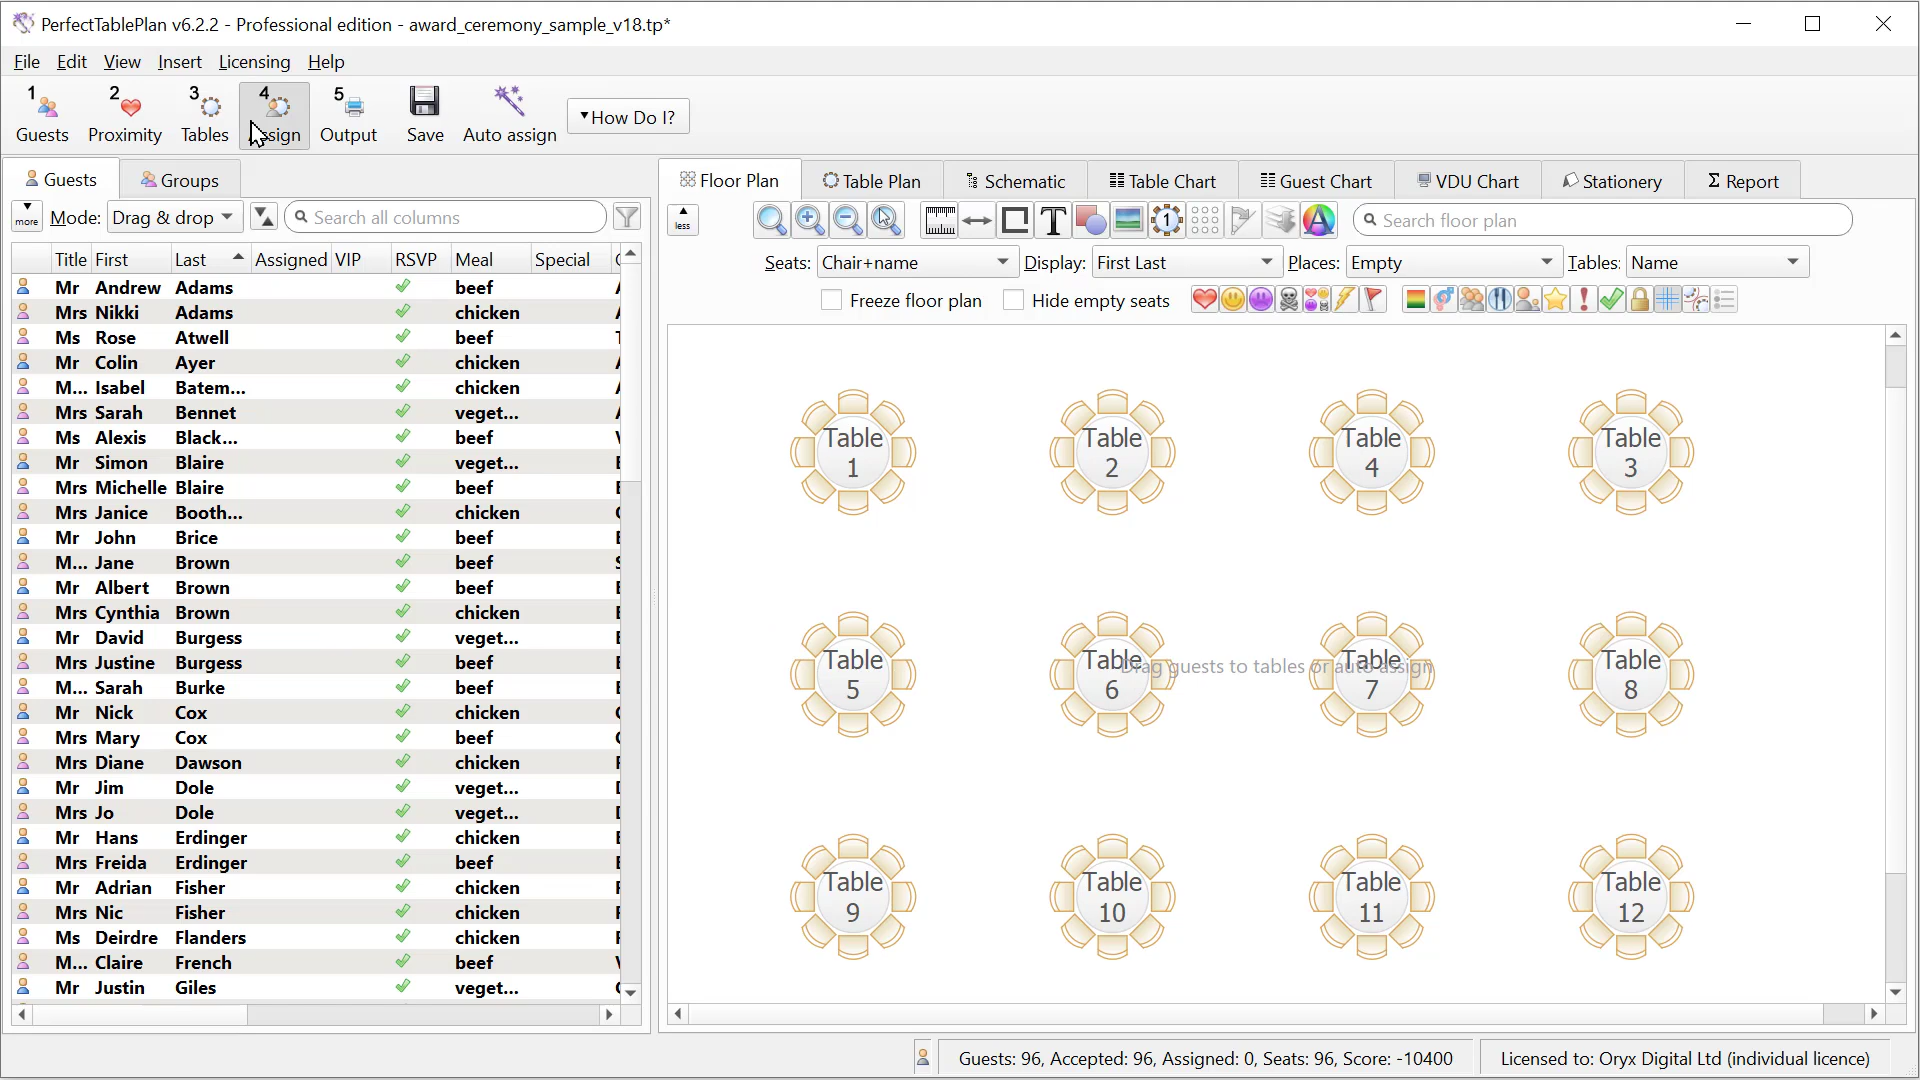 PerfectTablePlan v6.2.2 - Professional edition - award_ceremony_sample_v18.tp*
File Edit View Insert Licensing Help
1 2 3 4 5
Guests Proximity Tables Output Save Auto assign How Do I?
Guests Groups
Floor Plan Table Plan Schematic Table Chart Guest Chart VDU Chart Stationery Σ Report
more Mode: Drag & drop Search all columns
less T 1 A Search floor plan
Seats: Chair+name Display: First Last Places: Empty Tables: Name
Freeze floor plan Hide empty seats
Title First Last Assigned VIP RSVP Meal Special
Mr Andrew Adams beef
Mrs Nikki Adams chicken
Ms Rose Atwell beef
Mr Colin Ayer chicken
M... Isabel Batem... chicken
Mrs Sarah Bennet veget...
Ms Alexis Black... beef
Mr Simon Blaire veget...
Mrs Michelle Blaire beef
Mrs Janice Booth... chicken
Mr John Brice beef
M... Jane Brown beef
Mr Albert Brown beef
Mrs Cynthia Brown chicken
Mr David Burgess veget...
Mrs Justine Burgess beef
M... Sarah Burke beef
Mr Nick Cox chicken
Mrs Mary Cox beef
Mrs Diane Dawson chicken
Mr Jim Dole veget...
Mrs Jo Dole veget...
Mr Hans Erdinger chicken
Mrs Freida Erdinger beef
Mr Adrian Fisher chicken
Mrs Nic Fisher chicken
Ms Deirdre Flanders chicken
M... Claire French beef
Mr Justin Giles veget...
Table 1
Table 2
Table 4
Table 3
Table 5
Table 6
Table 7
Table 8
Drag guests to tables or auto assign
Table 9
Table 10
Table 11
Table 12
Guests: 96, Accepted: 96, Assigned: 0, Seats: 96, Score: -10400
Licensed to: Oryx Digital Ltd (individual licence)